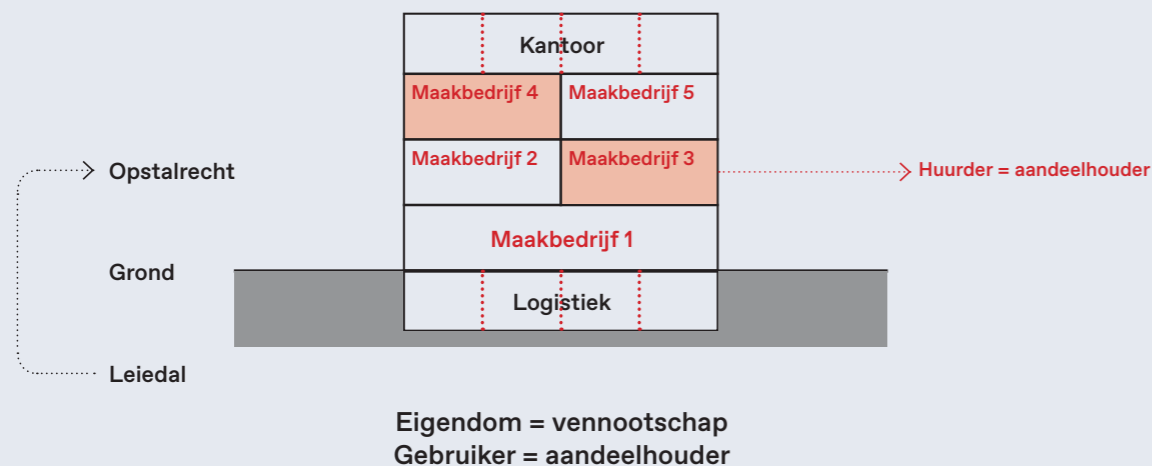 Kantoor
Maakbedrijf 4
Maakbedrijf 5
Maakbedrijf 2
Maakbedrijf 3
Opstalrecht
Huurder = aandeelhouder
Maakbedrijf 1
Grond
Logistiek
Leiedal
Eigendom = vennootschap
Gebruiker = aandeelhouder